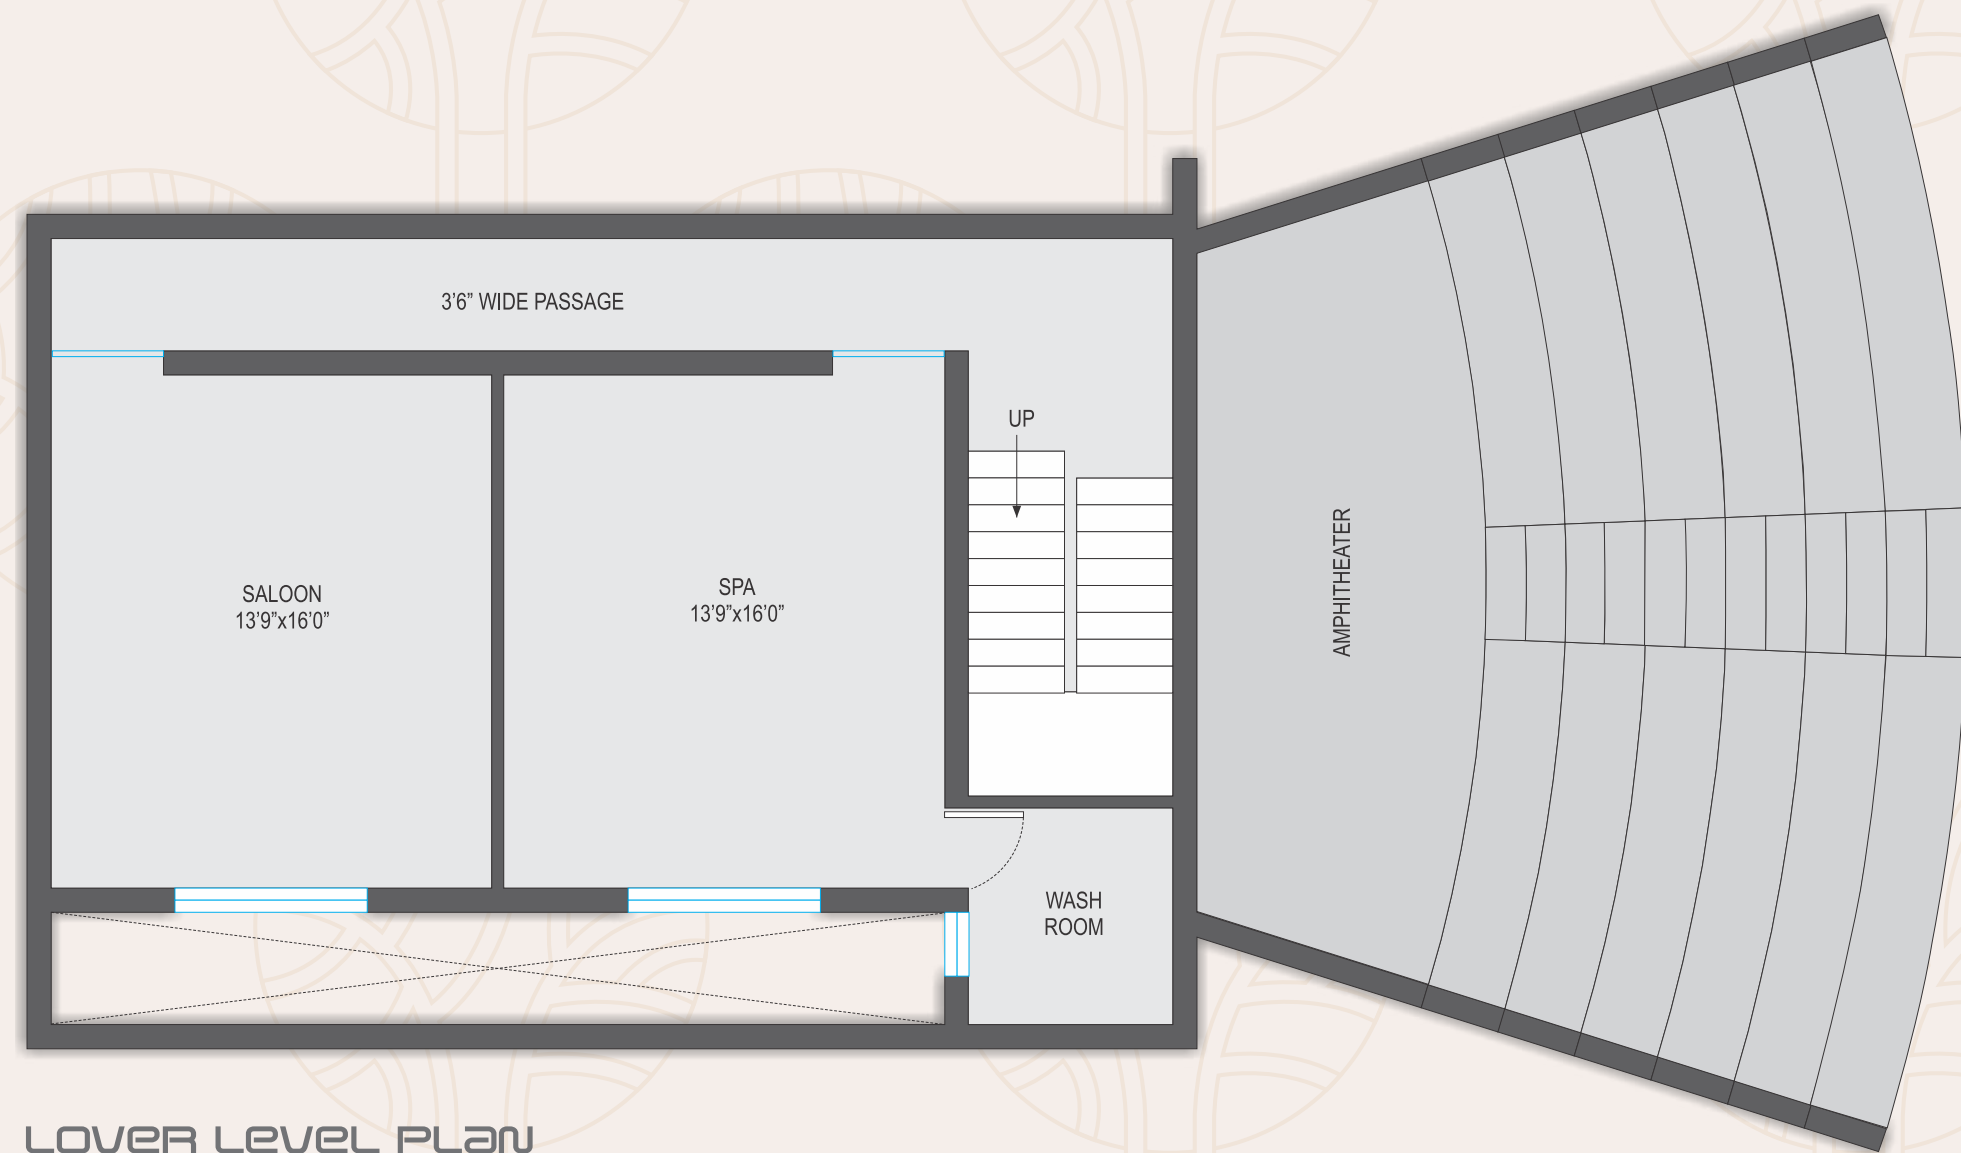 3’6” WIDE PASSAGE
UP
SALOON
13’9”x16’0”
SPA
13’9”x16’0”
AMPHITHEATER
WASH
ROOM
LOVER LEVEL PLAN